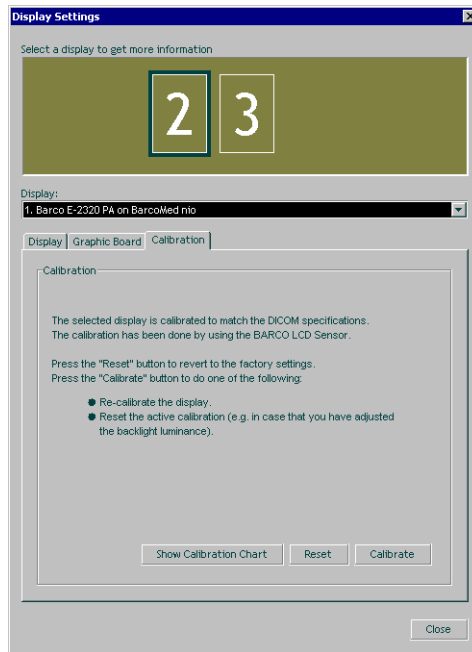 Display Settings
Select a display to get more information
2 3
Display:
1. Barco E-2320 PA on BarcoMed nio
Display Graphic Board Calibration
Calibration
The selected display is calibrated to match the DICOM specifications.
The calibration has been done by using the BARCO LCD Sensor.
Press the "Reset" button to revert to the factory settings.
Press the "Calibrate" button to do one of the following:
Re-calibrate the display.
Reset the active calibration (e.g. in case that you have adjusted
the backlight luminance).
Show Calibration Chart Reset Calibrate
Close